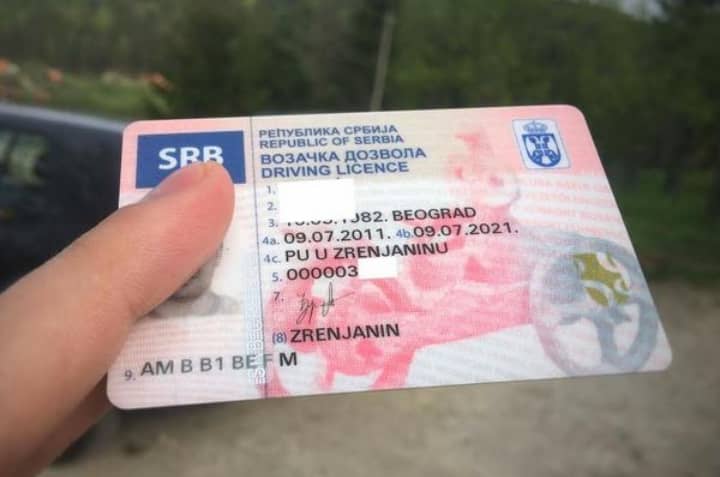 SRB
РЕПУБЛИКА СРБИЈА
REPUBLIC OF SERBIA
ВОЗАЧКА ДОЗВОЛА
DRIVING LICENCE
1.
2.
3. BEOGRAD
4a. 09.07.2011. 4b. 09.07.2021.
4c. PU U ZRENJANINU
5. 000003
7.
(8) ZRENJANIN
9. AM B B1 BE F M